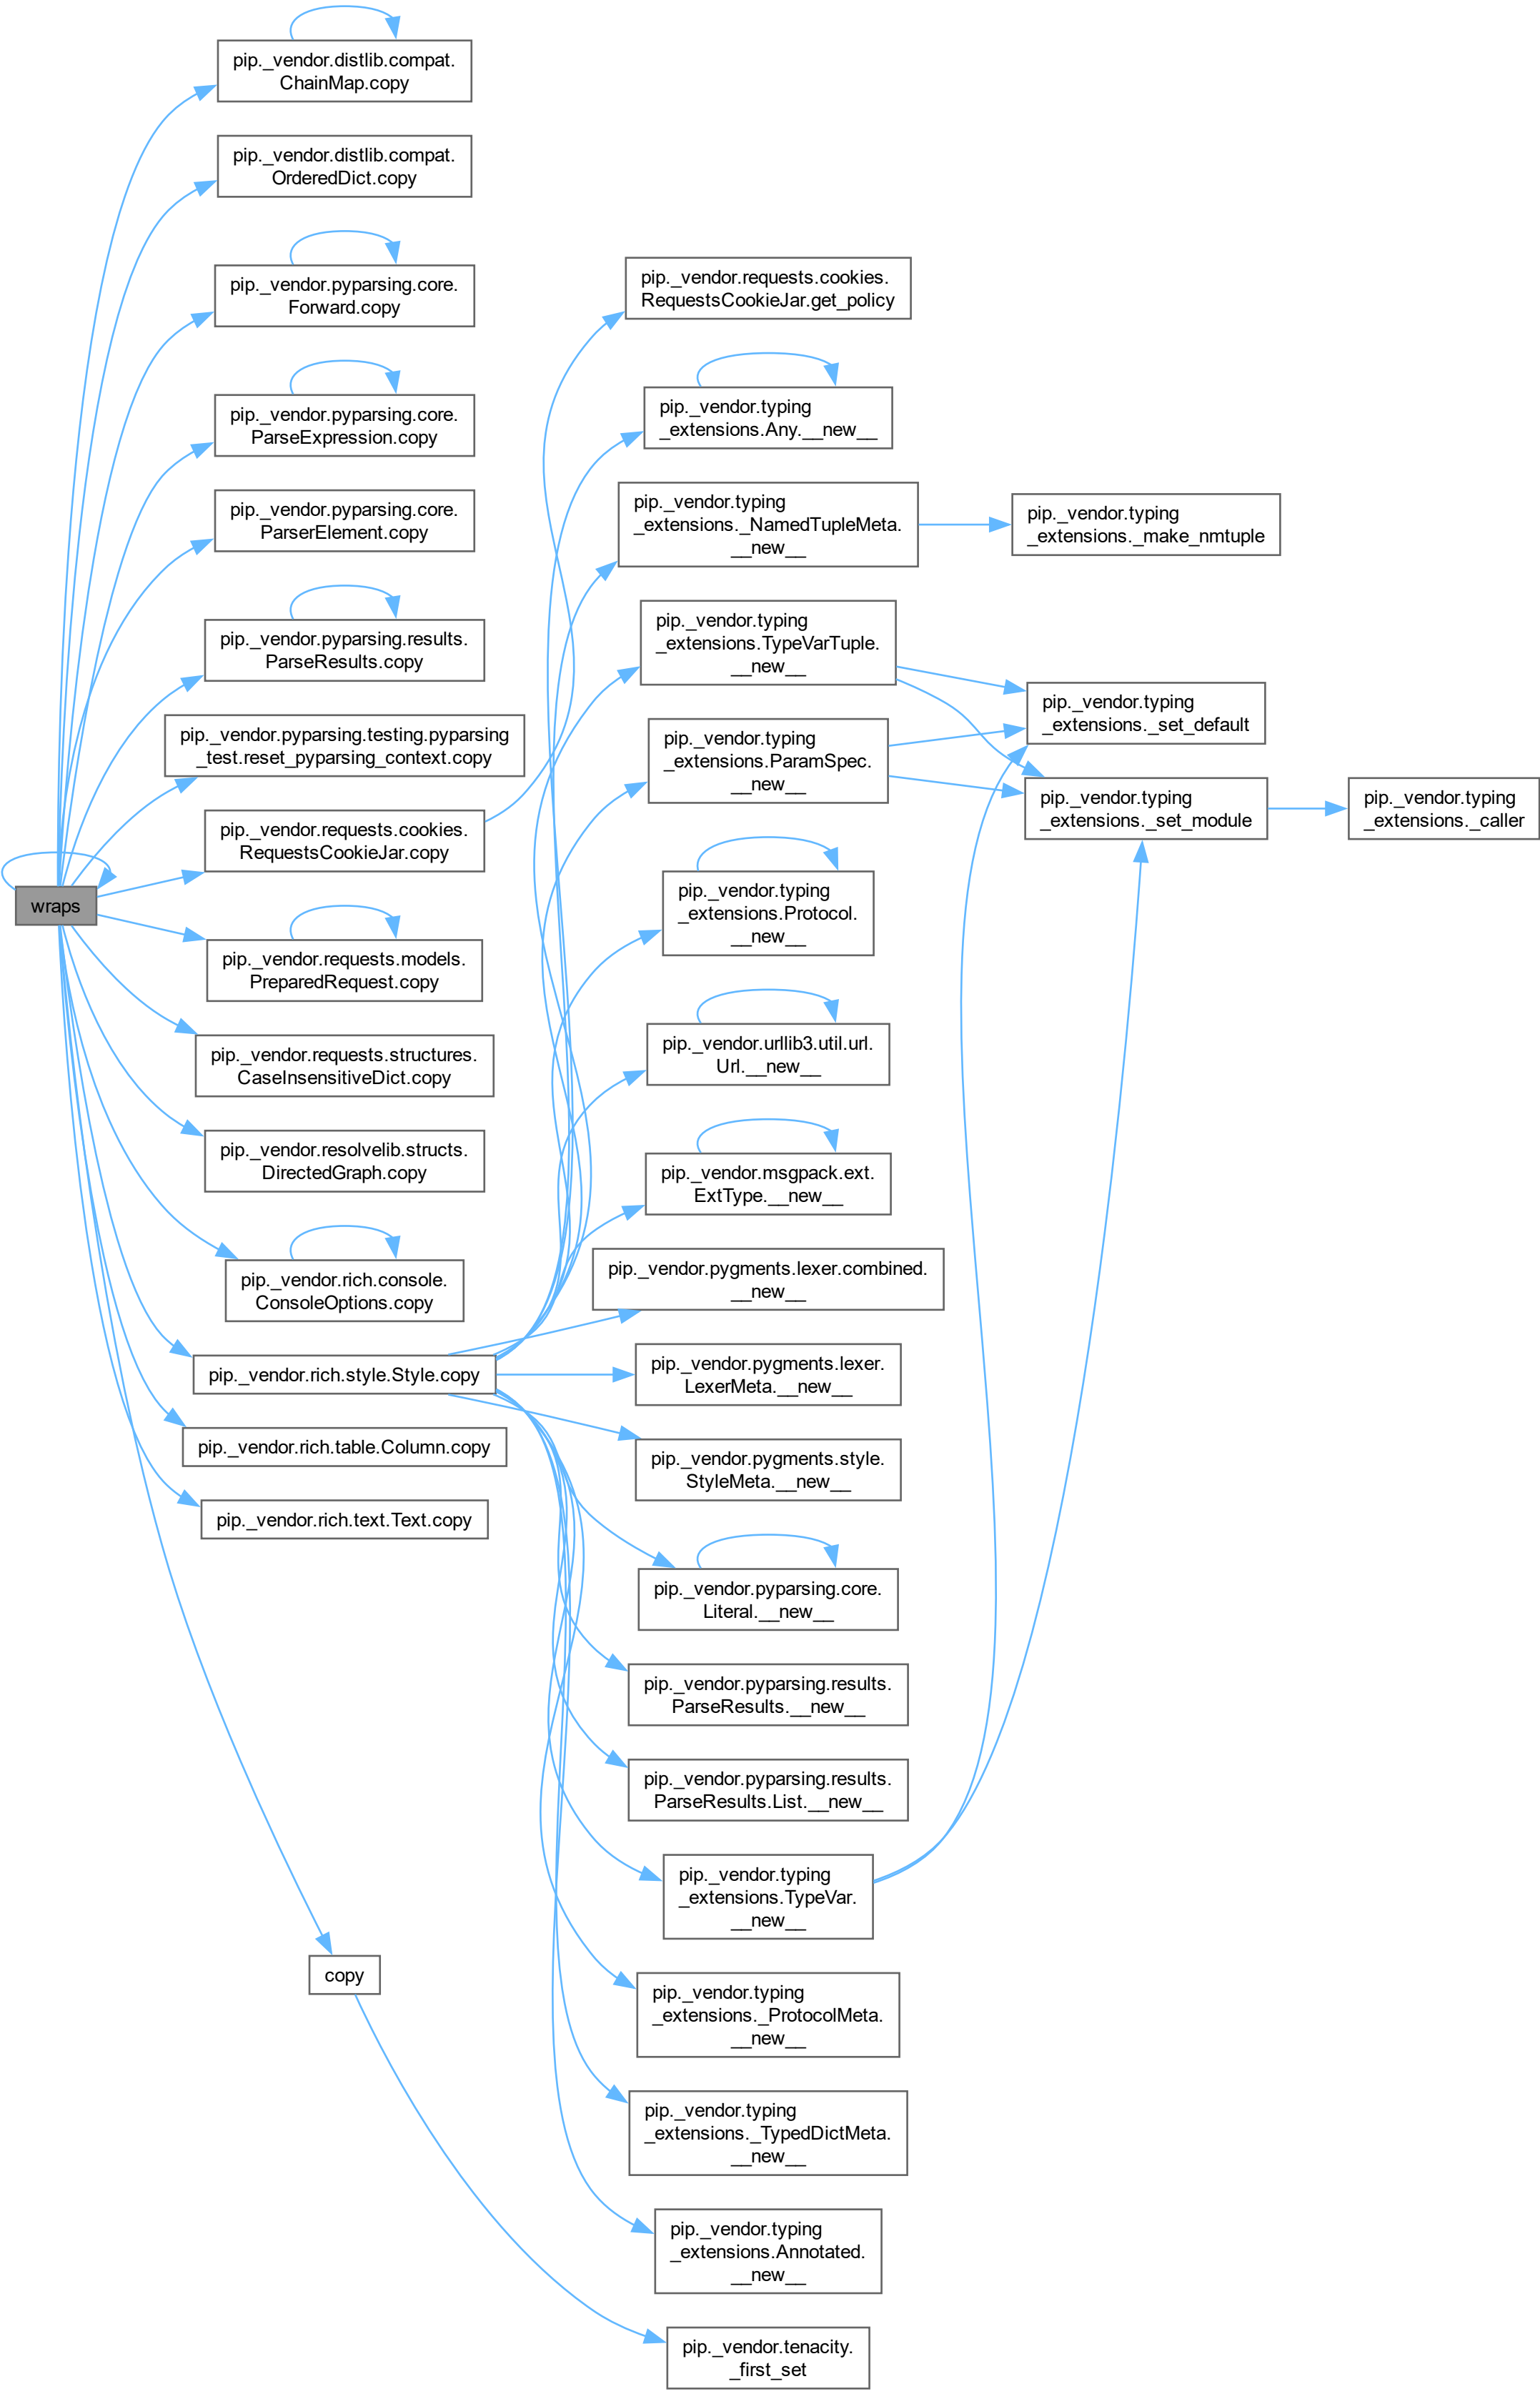 wraps
pip._vendor.distlib.compat.
ChainMap.copy
pip._vendor.distlib.compat.
OrderedDict.copy
pip._vendor.pyparsing.core.
Forward.copy
pip._vendor.pyparsing.core.
ParseExpression.copy
pip._vendor.pyparsing.core.
ParserElement.copy
pip._vendor.pyparsing.results.
ParseResults.copy
pip._vendor.pyparsing.testing.pyparsing
_test.reset_pyparsing_context.copy
pip._vendor.requests.cookies.
RequestsCookieJar.copy
pip._vendor.requests.models.
PreparedRequest.copy
pip._vendor.requests.structures.
CaseInsensitiveDict.copy
pip._vendor.resolvelib.structs.
DirectedGraph.copy
pip._vendor.rich.console.
ConsoleOptions.copy
pip._vendor.rich.style.Style.copy
pip._vendor.rich.table.Column.copy
pip._vendor.rich.text.Text.copy
copy
pip._vendor.requests.cookies.
RequestsCookieJar.get_policy
pip._vendor.typing
_extensions.Any.__new__
pip._vendor.typing
_extensions._NamedTupleMeta.
__new__
pip._vendor.typing
_extensions.TypeVarTuple.
__new__
pip._vendor.typing
_extensions.ParamSpec.
__new__
pip._vendor.typing
_extensions.Protocol.
__new__
pip._vendor.urllib3.util.url.
Url.__new__
pip._vendor.msgpack.ext.
ExtType.__new__
pip._vendor.pygments.lexer.combined.
__new__
pip._vendor.pygments.lexer.
LexerMeta.__new__
pip._vendor.pygments.style.
StyleMeta.__new__
pip._vendor.pyparsing.core.
Literal.__new__
pip._vendor.pyparsing.results.
ParseResults.__new__
pip._vendor.pyparsing.results.
ParseResults.List.__new__
pip._vendor.typing
_extensions.TypeVar.
__new__
pip._vendor.typing
_extensions._ProtocolMeta.
__new__
pip._vendor.typing
_extensions._TypedDictMeta.
__new__
pip._vendor.typing
_extensions.Annotated.
__new__
pip._vendor.tenacity.
_first_set
pip._vendor.typing
_extensions._make_nmtuple
pip._vendor.typing
_extensions._set_default
pip._vendor.typing
_extensions._set_module
pip._vendor.typing
_extensions._caller